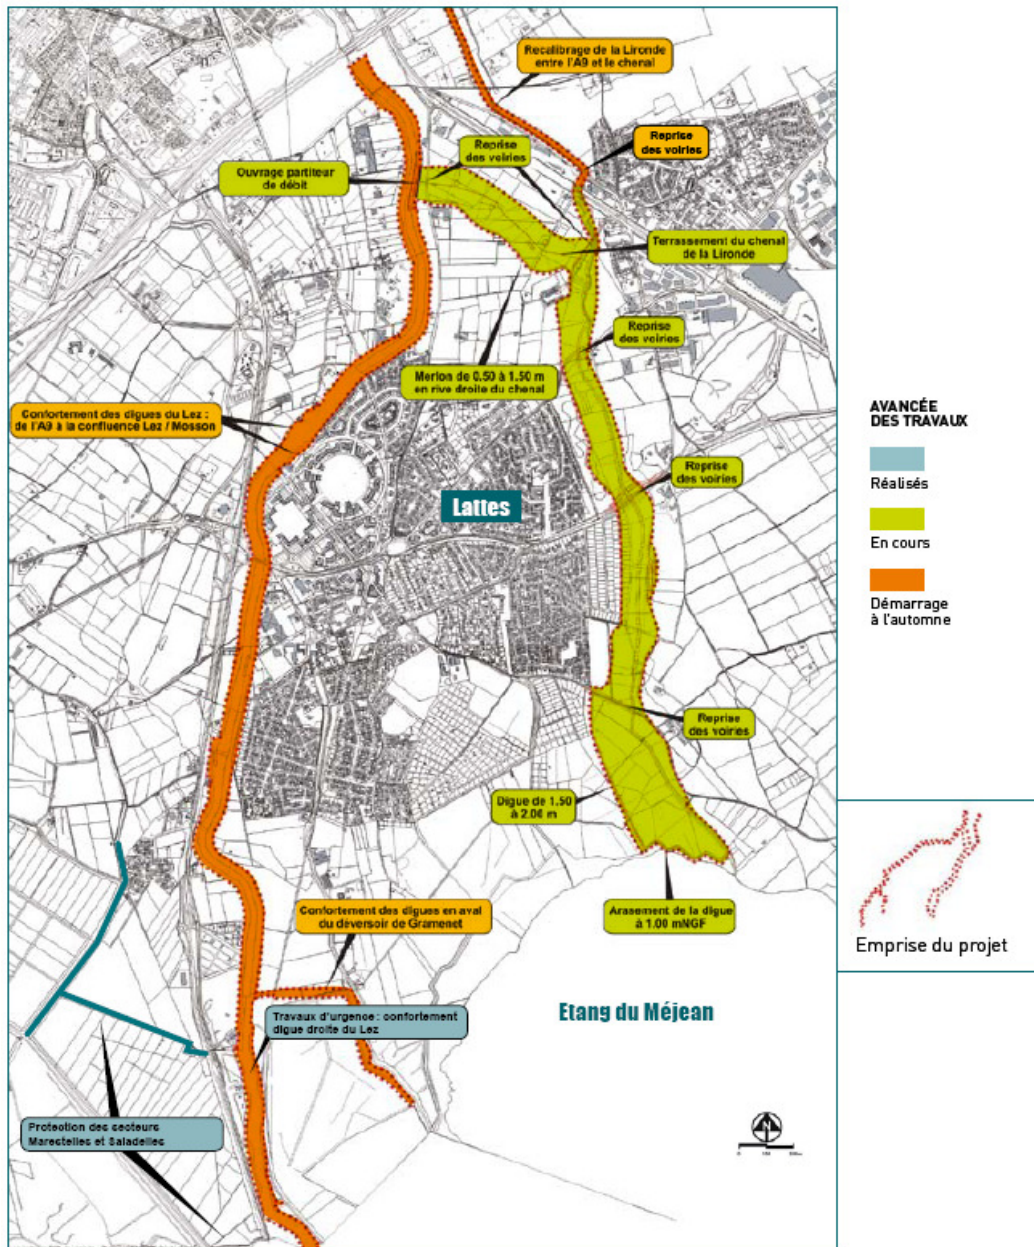 Recalibrage de la Lironde
entre l'A9 et le chenal
Reprise
des voiries
Reprise
des voiries
Ouvrage partiteur
de débit
Terrassement du chenal
de la Lironde
Reprise
des voiries
Merlon de 0.50 à 1.50 m
en rive droite du chenal
Confortement des digues du Lez :
de l'A9 à la confluence Lez / Mosson
Reprise
des voiries
Lattes
Reprise
des voiries
Digue de 1.50
à 2.00 m
Arasement de la digue
à 1.00 mNGF
Confortement des digues en aval
du déversoir de Gramenet
Etang du Méjean
Travaux d'urgence : confortement
digue droite du Lez
Protection des secteurs
Marestelles et Saladelles
N
AVANCÉE
DES TRAVAUX
Réalisés
En cours
Démarrage
à l'automne
Emprise du projet